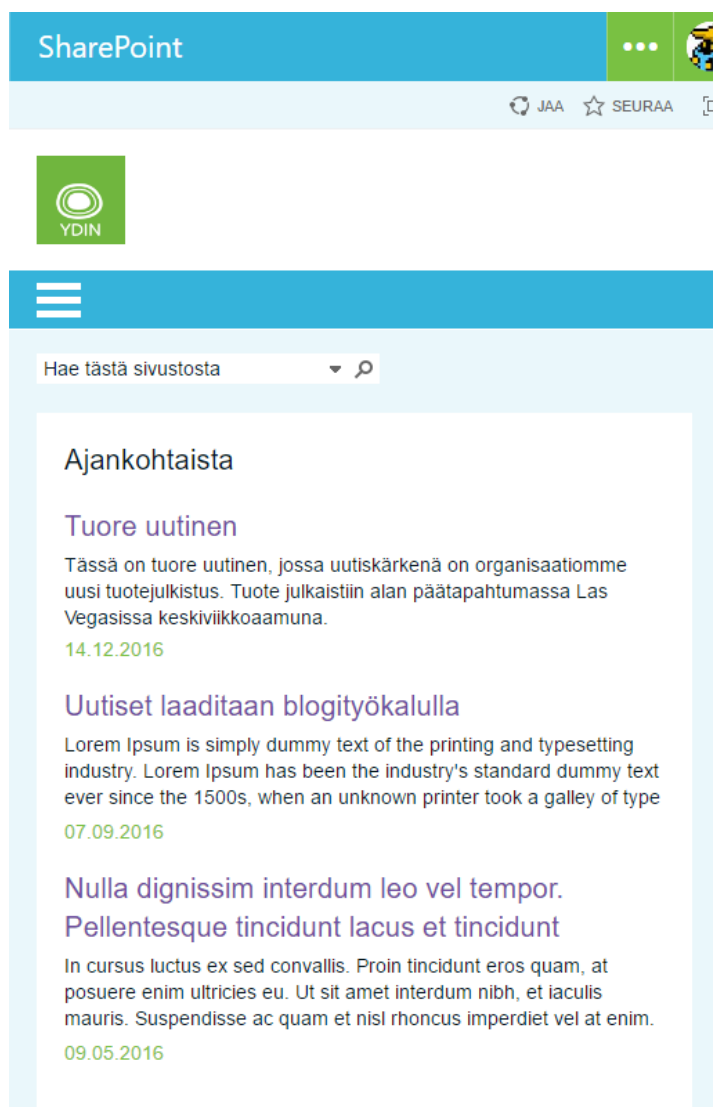 SharePoint
JAA SEURAA
YDIN
Hae tästä sivustosta
Ajankohtaista
Tuore uutinen
Tässä on tuore uutinen, jossa uutiskärkenä on organisaatiomme
uusi tuotejulkistus. Tuote julkaistiin alan päätapahtumassa Las
Vegasissa keskiviikkoaamuna.
14.12.2016
Uutiset laaditaan blogityökalulla
Lorem Ipsum is simply dummy text of the printing and typesetting
industry. Lorem Ipsum has been the industry's standard dummy text
ever since the 1500s, when an unknown printer took a galley of type
07.09.2016
Nulla dignissim interdum leo vel tempor.
Pellentesque tincidunt lacus et tincidunt
In cursus luctus ex sed convallis. Proin tincidunt eros quam, at
posuere enim ultricies eu. Ut sit amet interdum nibh, et iaculis
mauris. Suspendisse ac quam et nisl rhoncus imperdiet vel at enim.
09.05.2016